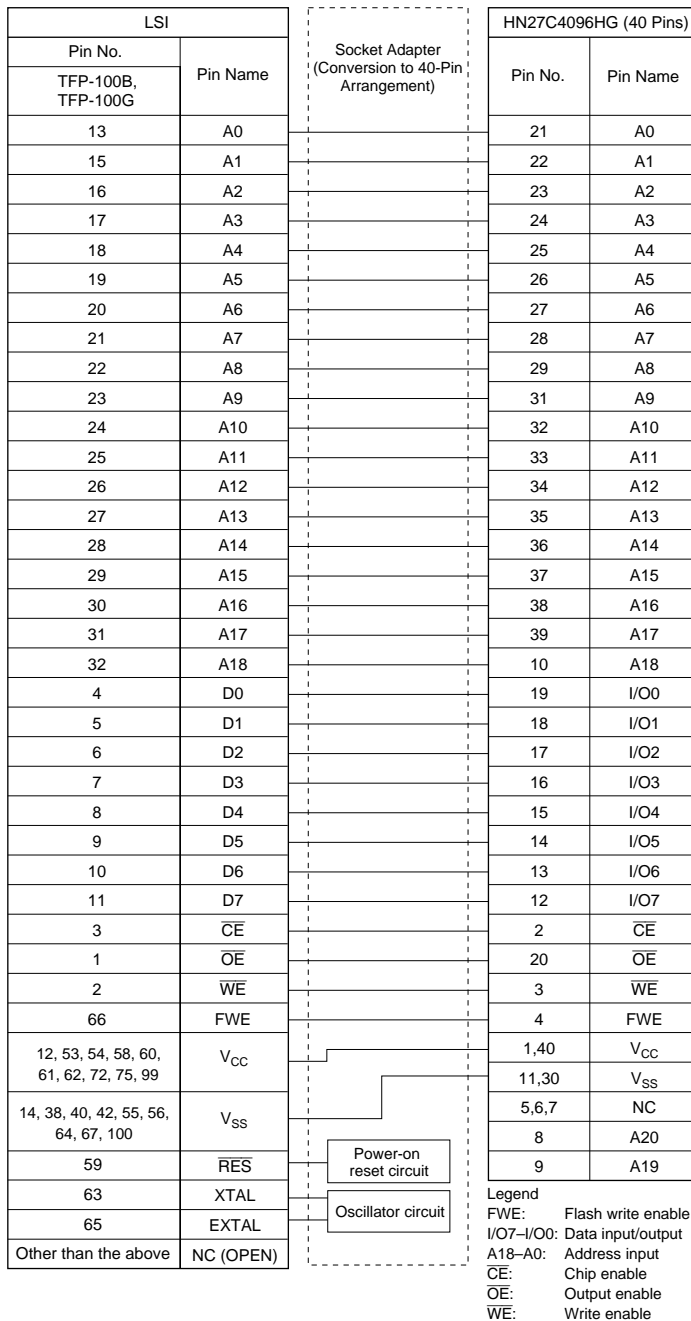 LSI
Pin No.
TFP-100B,
TFP-100G
Pin Name
Socket Adapter
(Conversion to 40-Pin
Arrangement)
HN27C4096HG (40 Pins)
Pin No. Pin Name
13 A0 21 A0
15 A1 22 A1
16 A2 23 A2
17 A3 24 A3
18 A4 25 A4
19 A5 26 A5
20 A6 27 A6
21 A7 28 A7
22 A8 29 A8
23 A9 31 A9
24 A10 32 A10
25 A11 33 A11
26 A12 34 A12
27 A13 35 A13
28 A14 36 A14
29 A15 37 A15
30 A16 38 A16
31 A17 39 A17
32 A18 10 A18
4 D0 19 I/O0
5 D1 18 I/O1
6 D2 17 I/O2
7 D3 16 I/O3
8 D4 15 I/O4
9 D5 14 I/O5
10 D6 13 I/O6
11 D7 12 I/O7
3 C̅E̅ 2 C̅E̅
1 O̅E̅ 20 O̅E̅
2 W̅E̅ 3 W̅E̅
66 FWE 4 FWE
12, 53, 54, 58, 60,
61, 62, 72, 75, 99
VCC
1,40 VCC
11,30 VSS
14, 38, 40, 42, 55, 56,
64, 67, 100
VSS
5,6,7 NC
8 A20
59 R̅E̅S̅
Power-on
reset circuit
9 A19
63 XTAL
65 EXTAL
Oscillator circuit
Other than the above NC (OPEN)
Legend
FWE: Flash write enable
I/O7–I/O0: Data input/output
A18–A0: Address input
C̅E̅: Chip enable
O̅E̅: Output enable
W̅E̅: Write enable